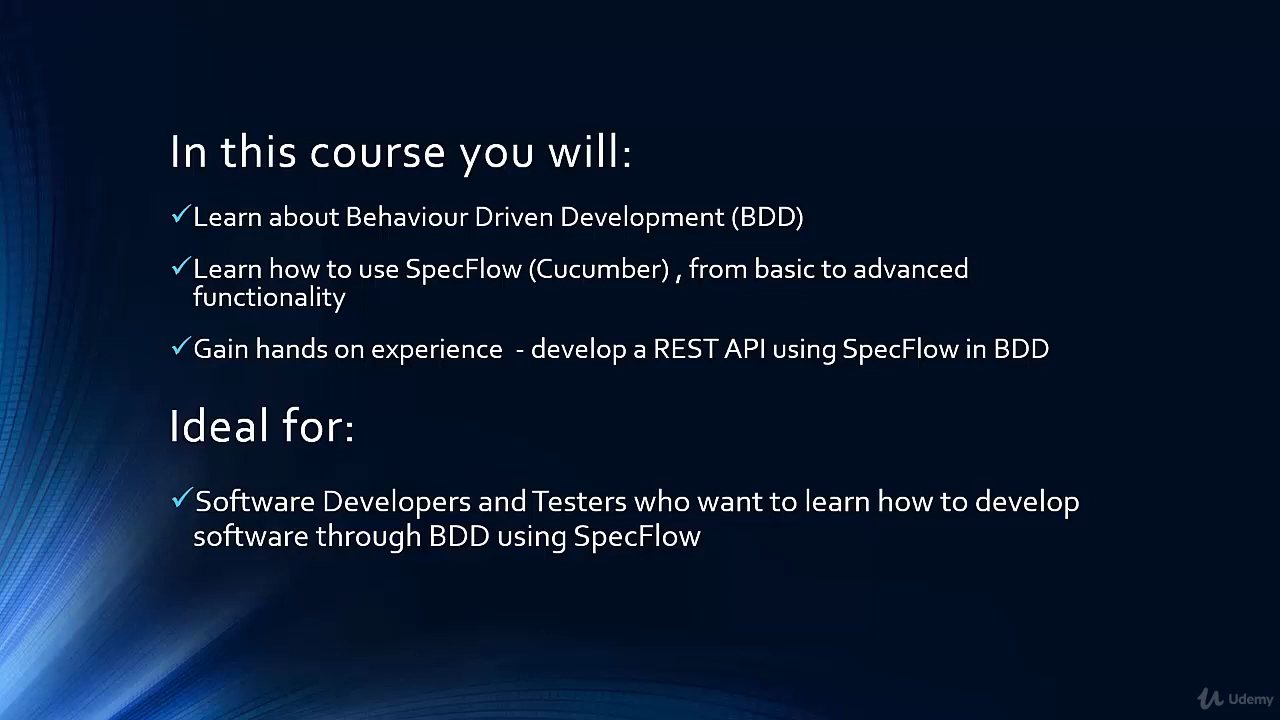 In this course you will:
✓Learn about Behaviour Driven Development (BDD)
✓Learn how to use SpecFlow (Cucumber) , from basic to advanced
functionality
✓Gain hands on experience - develop a REST API using SpecFlow in BDD
Ideal for:
✓Software Developers and Testers who want to learn how to develop
software through BDD using SpecFlow
Udemy